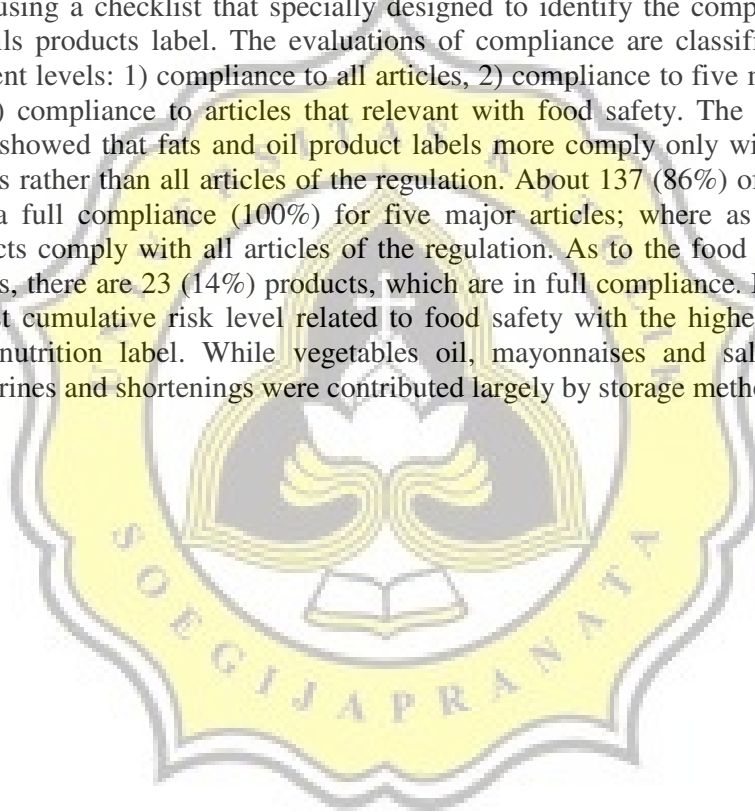 using a checklist that specially designed to identify the comp
ils products label. The evaluations of compliance are classifi
ent levels: 1) compliance to all articles, 2) compliance to five m
) compliance to articles that relevant with food safety. The
showed that fats and oil product labels more comply only wi
s rather than all articles of the regulation. About 137 (86%) of
a full compliance (100%) for five major articles; where as
cts comply with all articles of the regulation. As to the food
s, there are 23 (14%) products, which are in full compliance.
st cumulative risk level related to food safety with the highe
nutrition label. While vegetables oil, mayonnaises and sal
rines and shortenings were contributed largely by storage meth
UNIVERSITAS KATOLIK
SOEGIJAPRANATA